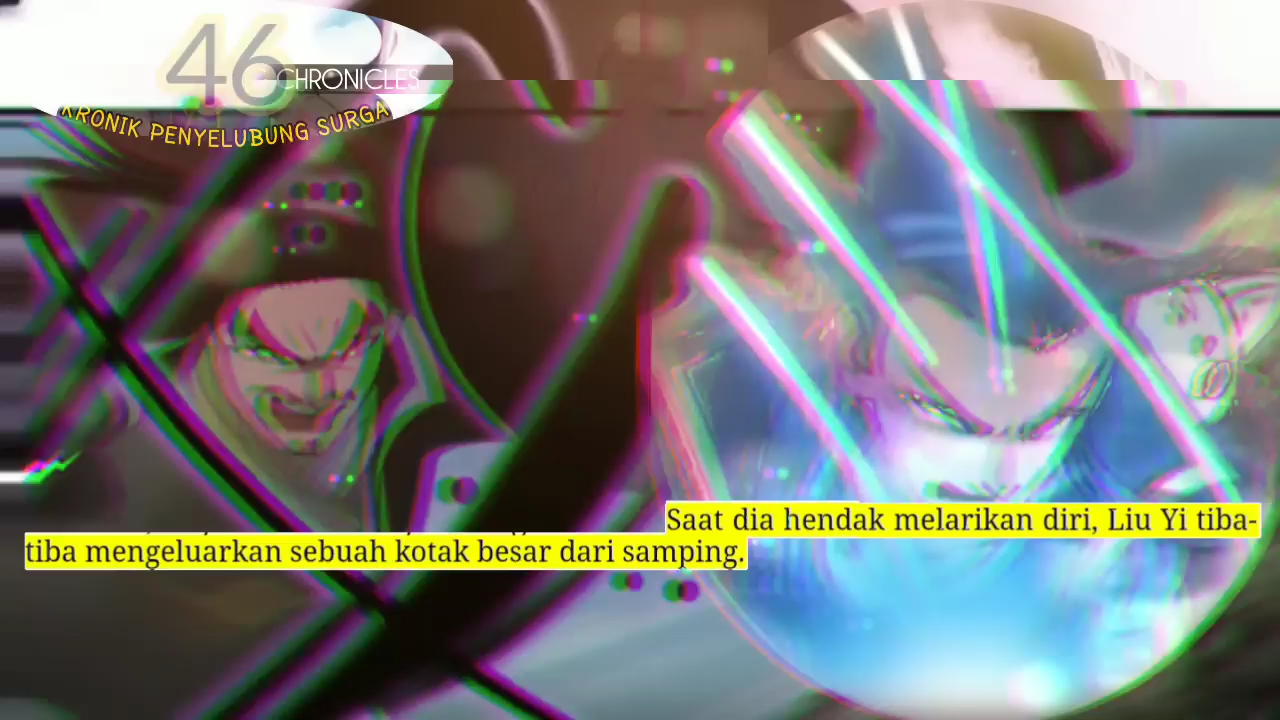 46
CHRONICLES
KRONIK PENYELUBUNG SURGA
Saat dia hendak melarikan diri, Liu Yi tiba-
tiba mengeluarkan sebuah kotak besar dari samping.